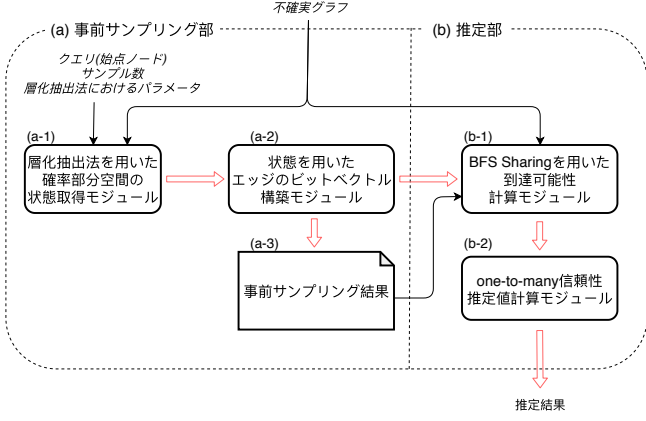 不確実グラフ
(a) 事前サンプリング部
(b) 推定部
クエリ(始点ノード)
サンプル数
層化抽出法におけるパラメータ
(a-1)
層化抽出法を用いた
確率部分空間の
状態取得モジュール
(a-2)
状態を用いた
エッジのビットベクトル
構築モジュール
(b-1)
BFS Sharingを用いた
到達可能性
計算モジュール
(a-3)
事前サンプリング結果
(b-2)
one-to-many信頼性
推定値計算モジュール
推定結果